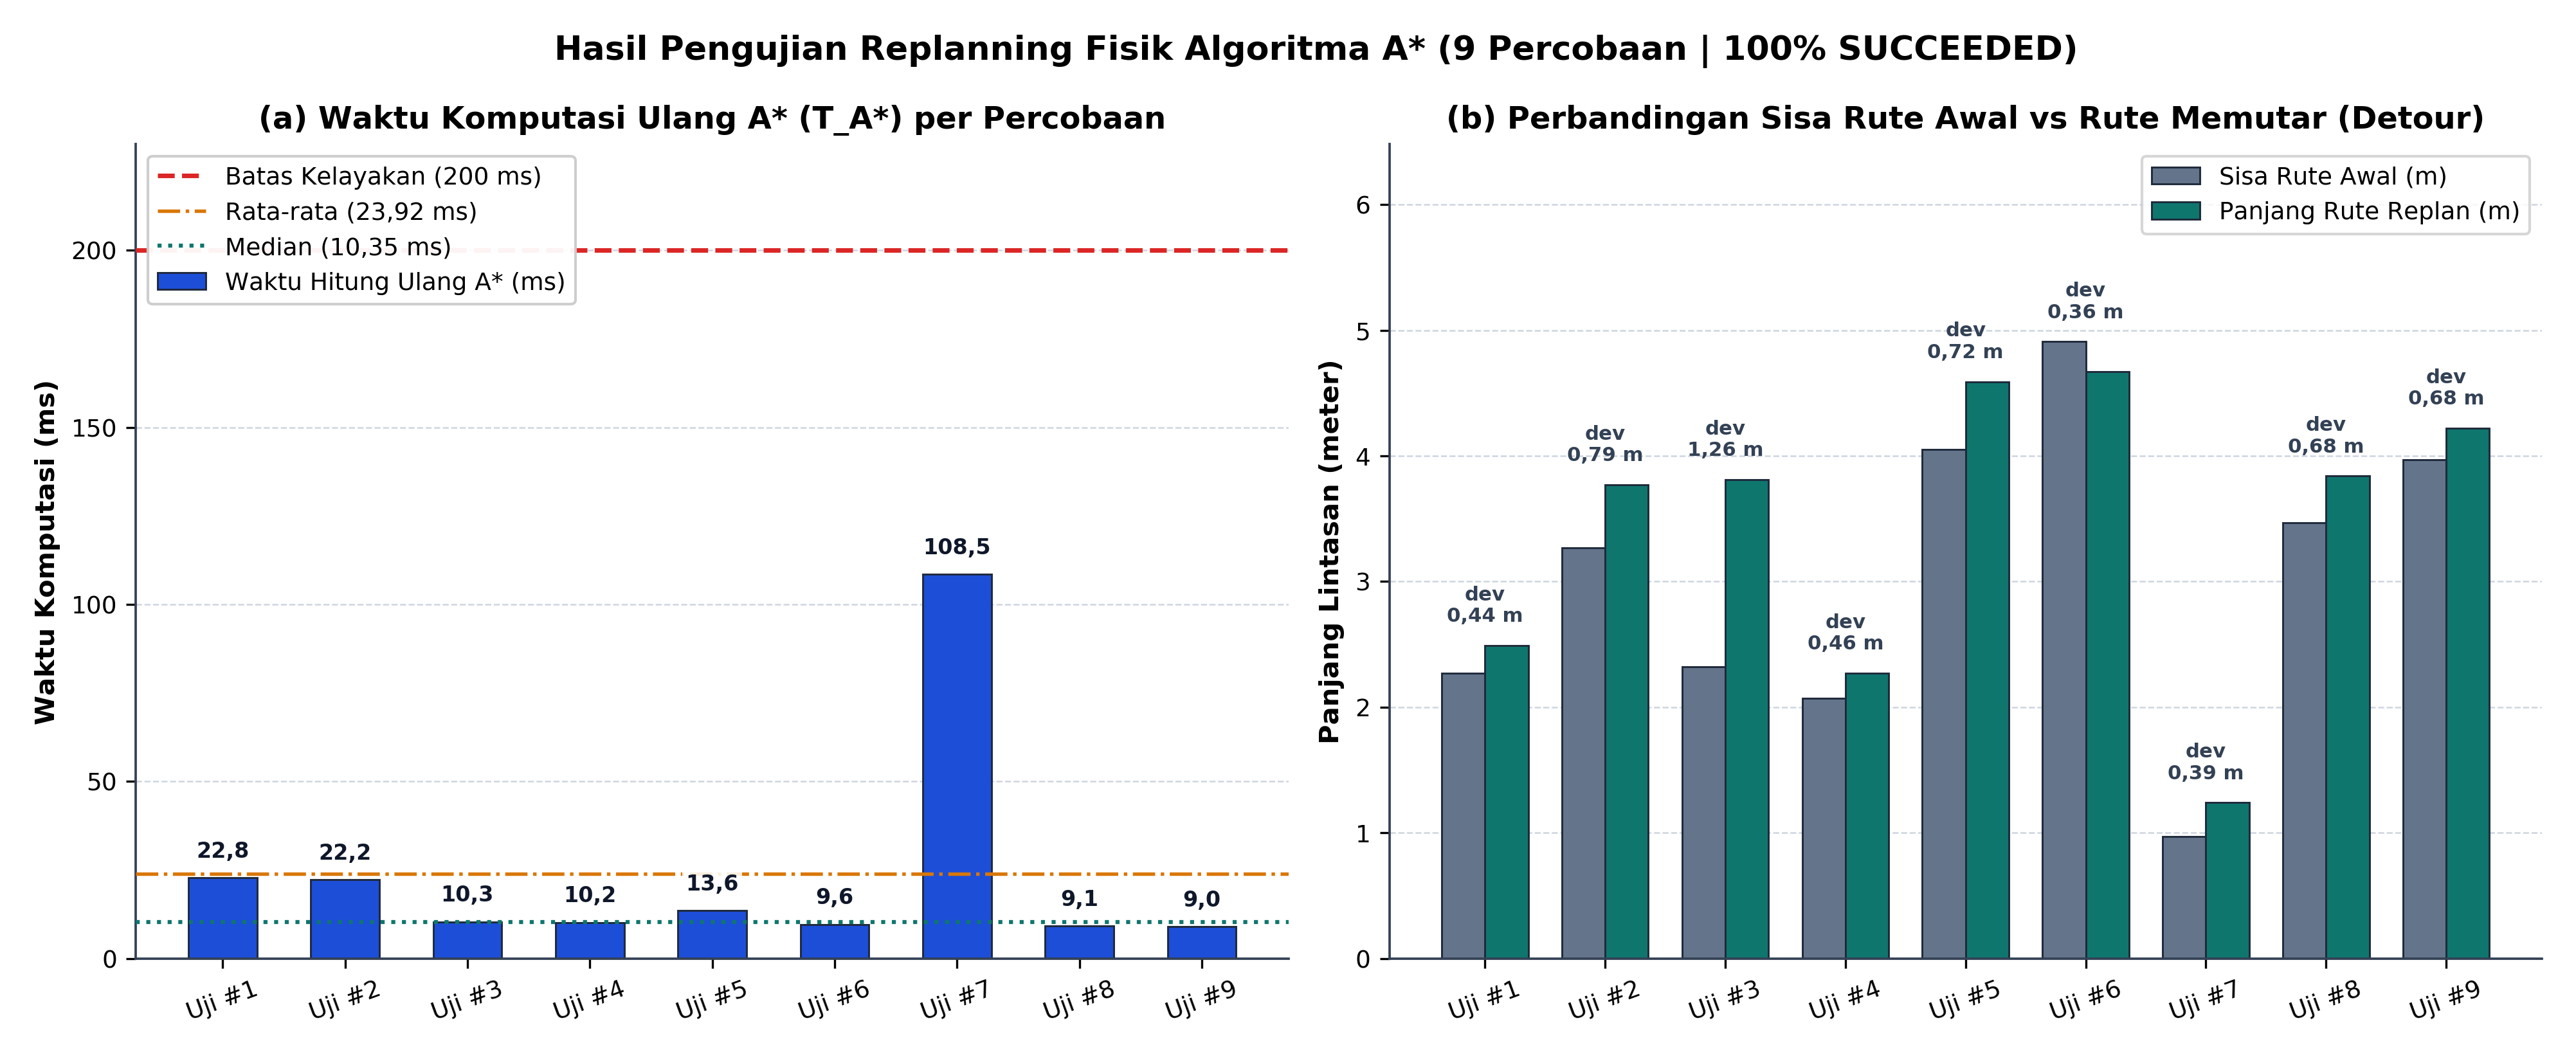 Hasil Pengujian Replanning Fisik Algoritma A* (9 Percobaan | 100% SUCCEEDED)
(a) Waktu Komputasi Ulang A* (T_A*) per Percobaan
Batas Kelayakan (200 ms)
Rata-rata (23,92 ms)
Median (10,35 ms)
Waktu Hitung Ulang A* (ms)
Waktu Komputasi (ms)
200
150
100
50
0
22,8
22,2
10,3
10,2
13,6
9,6
108,5
9,1
9,0
Uji #1
Uji #2
Uji #3
Uji #4
Uji #5
Uji #6
Uji #7
Uji #8
Uji #9
(b) Perbandingan Sisa Rute Awal vs Rute Memutar (Detour)
Sisa Rute Awal (m)
Panjang Rute Replan (m)
Panjang Lintasan (meter)
6
5
4
3
2
1
0
dev
0,44 m
dev
0,79 m
dev
1,26 m
dev
0,46 m
dev
0,72 m
dev
0,36 m
dev
0,39 m
dev
0,68 m
dev
0,68 m
Uji #1
Uji #2
Uji #3
Uji #4
Uji #5
Uji #6
Uji #7
Uji #8
Uji #9